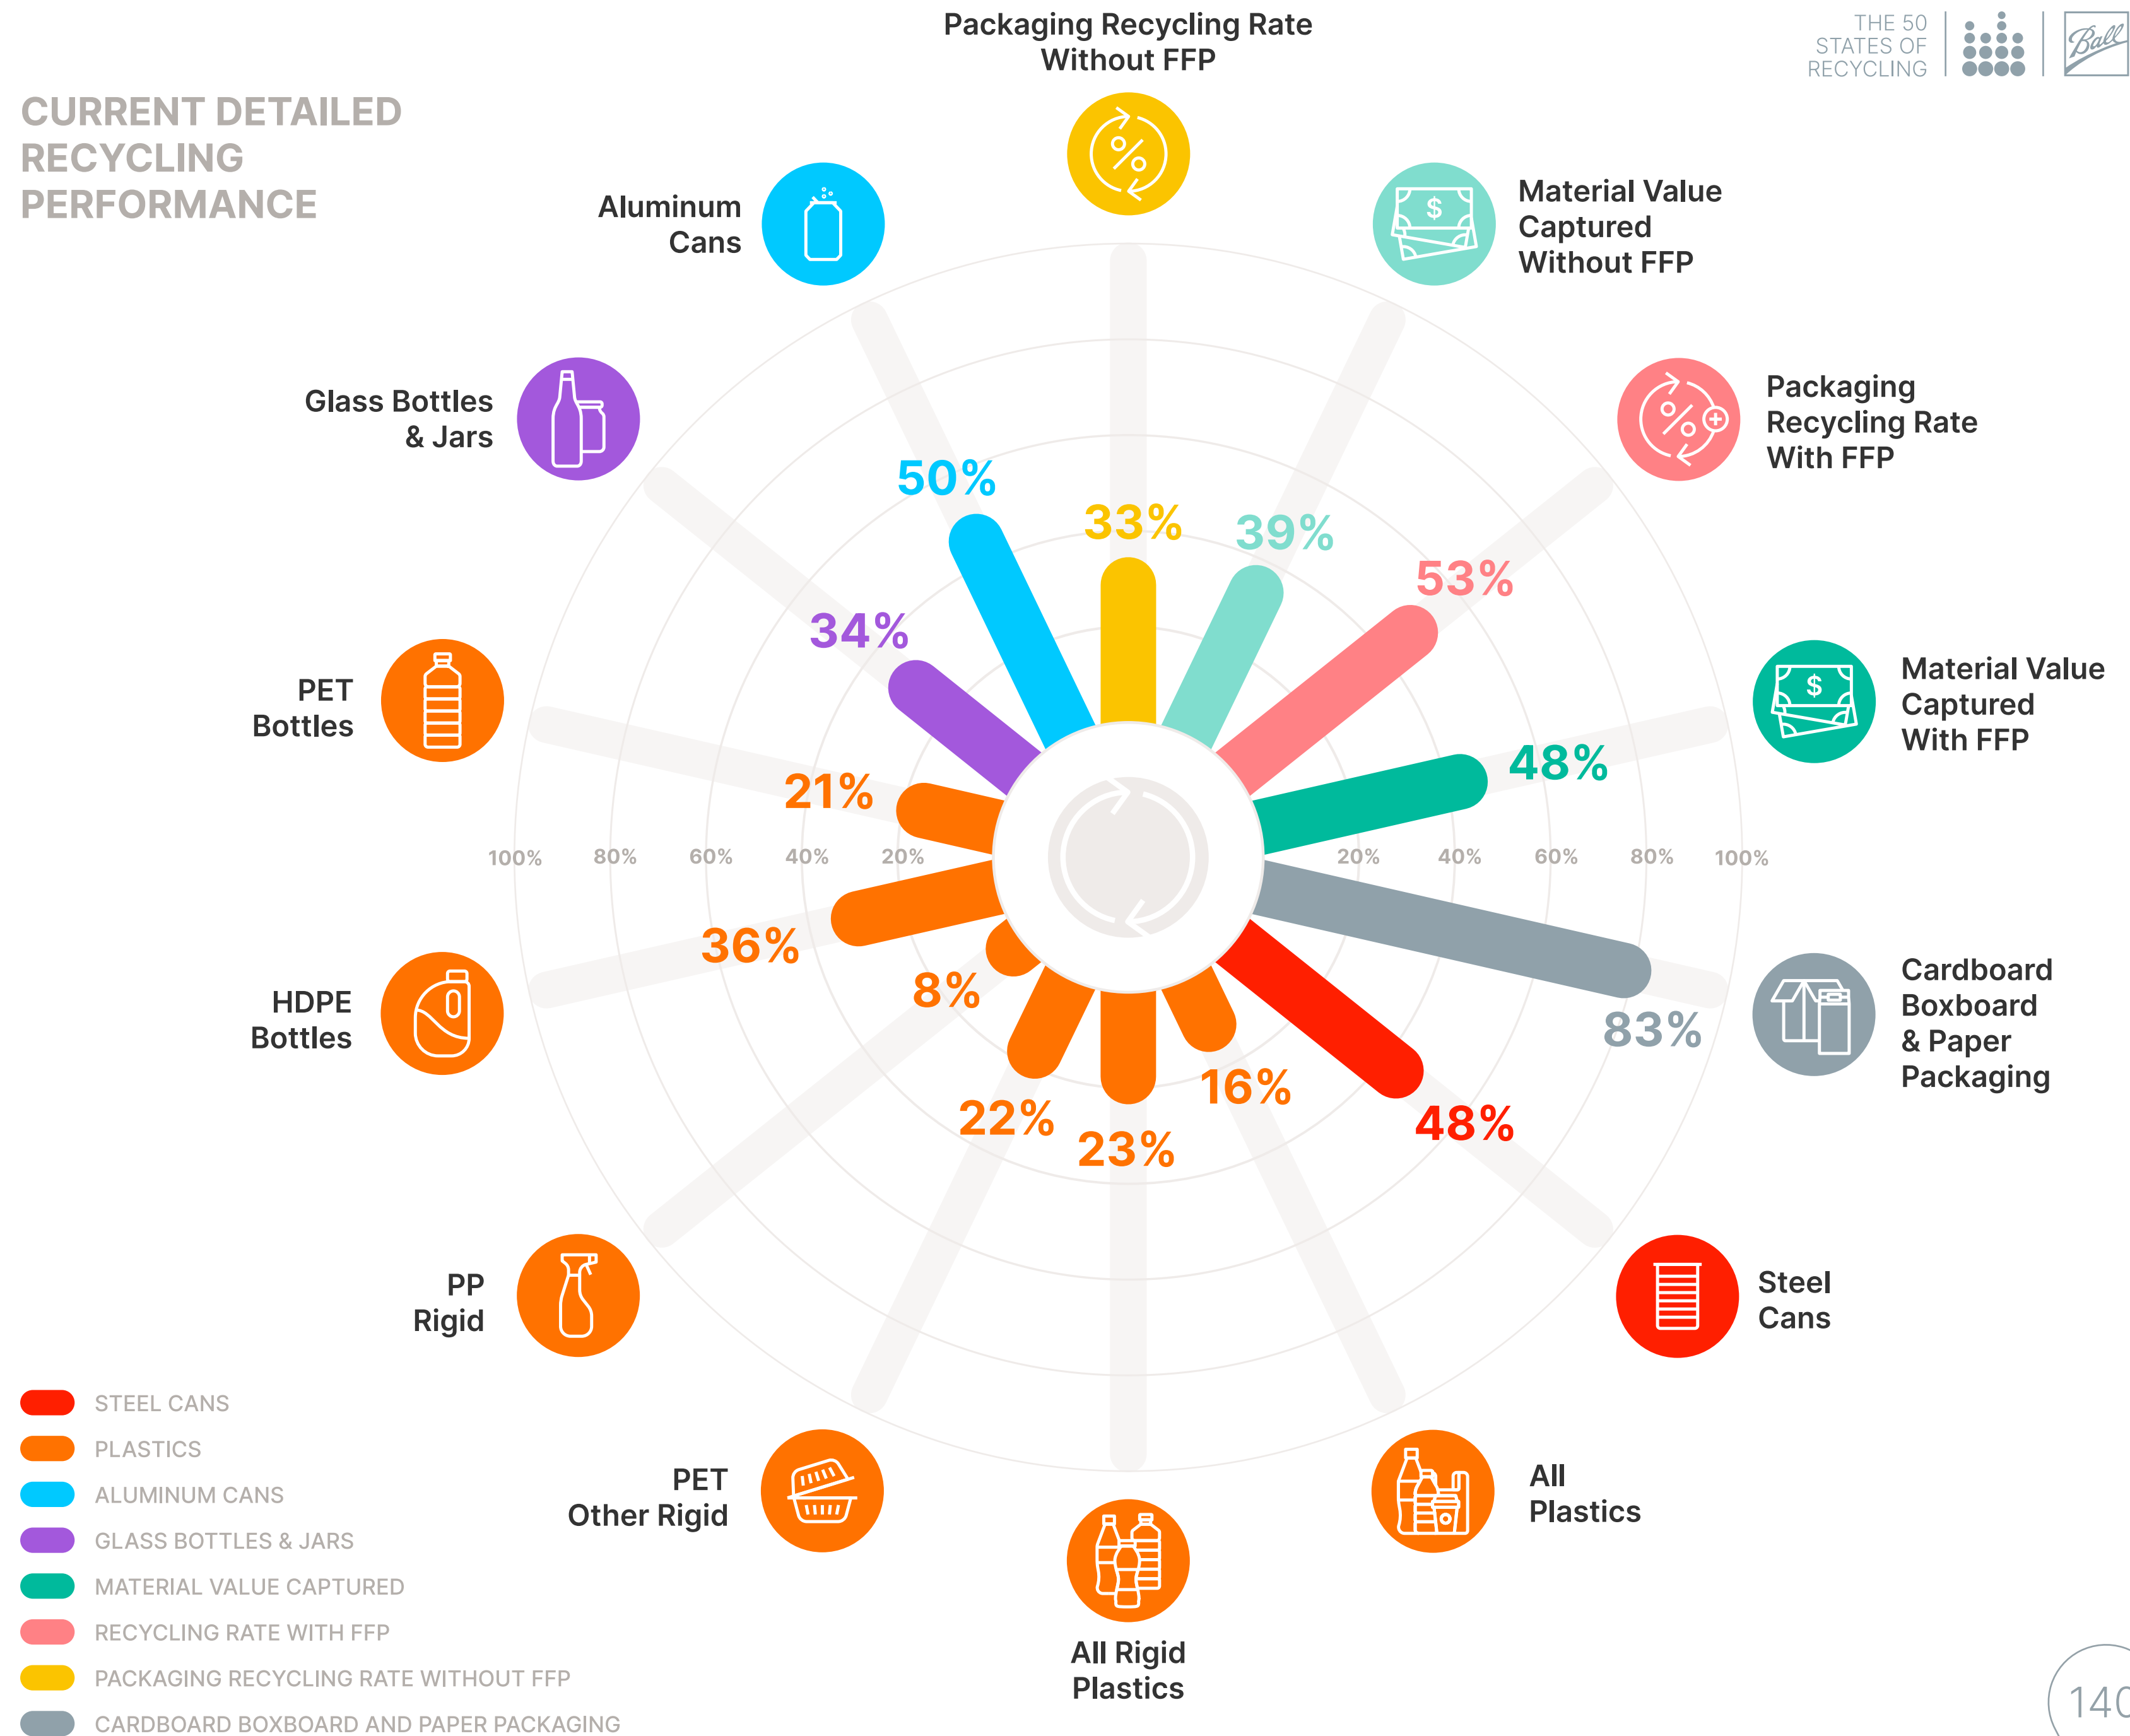 Packaging Recycling Rate
Without FFP
THE 50
STATES OF
RECYCLING
Ball
CURRENT DETAILED
RECYCLING
PERFORMANCE
Aluminum
Cans
%
$
Material Value
Captured
Without FFP
Glass Bottles
& Jars
%
Packaging
Recycling Rate
With FFP
50%
33%
39%
53%
34%
PET
Bottles
$
Material Value
Captured
With FFP
21%
48%
100%
80%
60%
40%
20%
20%
40%
60%
80%
100%
36%
8%
HDPE
Bottles
83%
Cardboard
Boxboard
& Paper
Packaging
22%
23%
16%
48%
PP
Rigid
Steel
Cans
PET
Other Rigid
All
Plastics
All Rigid
Plastics
STEEL CANS
PLASTICS
ALUMINUM CANS
GLASS BOTTLES & JARS
MATERIAL VALUE CAPTURED
RECYCLING RATE WITH FFP
PACKAGING RECYCLING RATE WITHOUT FFP
CARDBOARD BOXBOARD AND PAPER PACKAGING
140